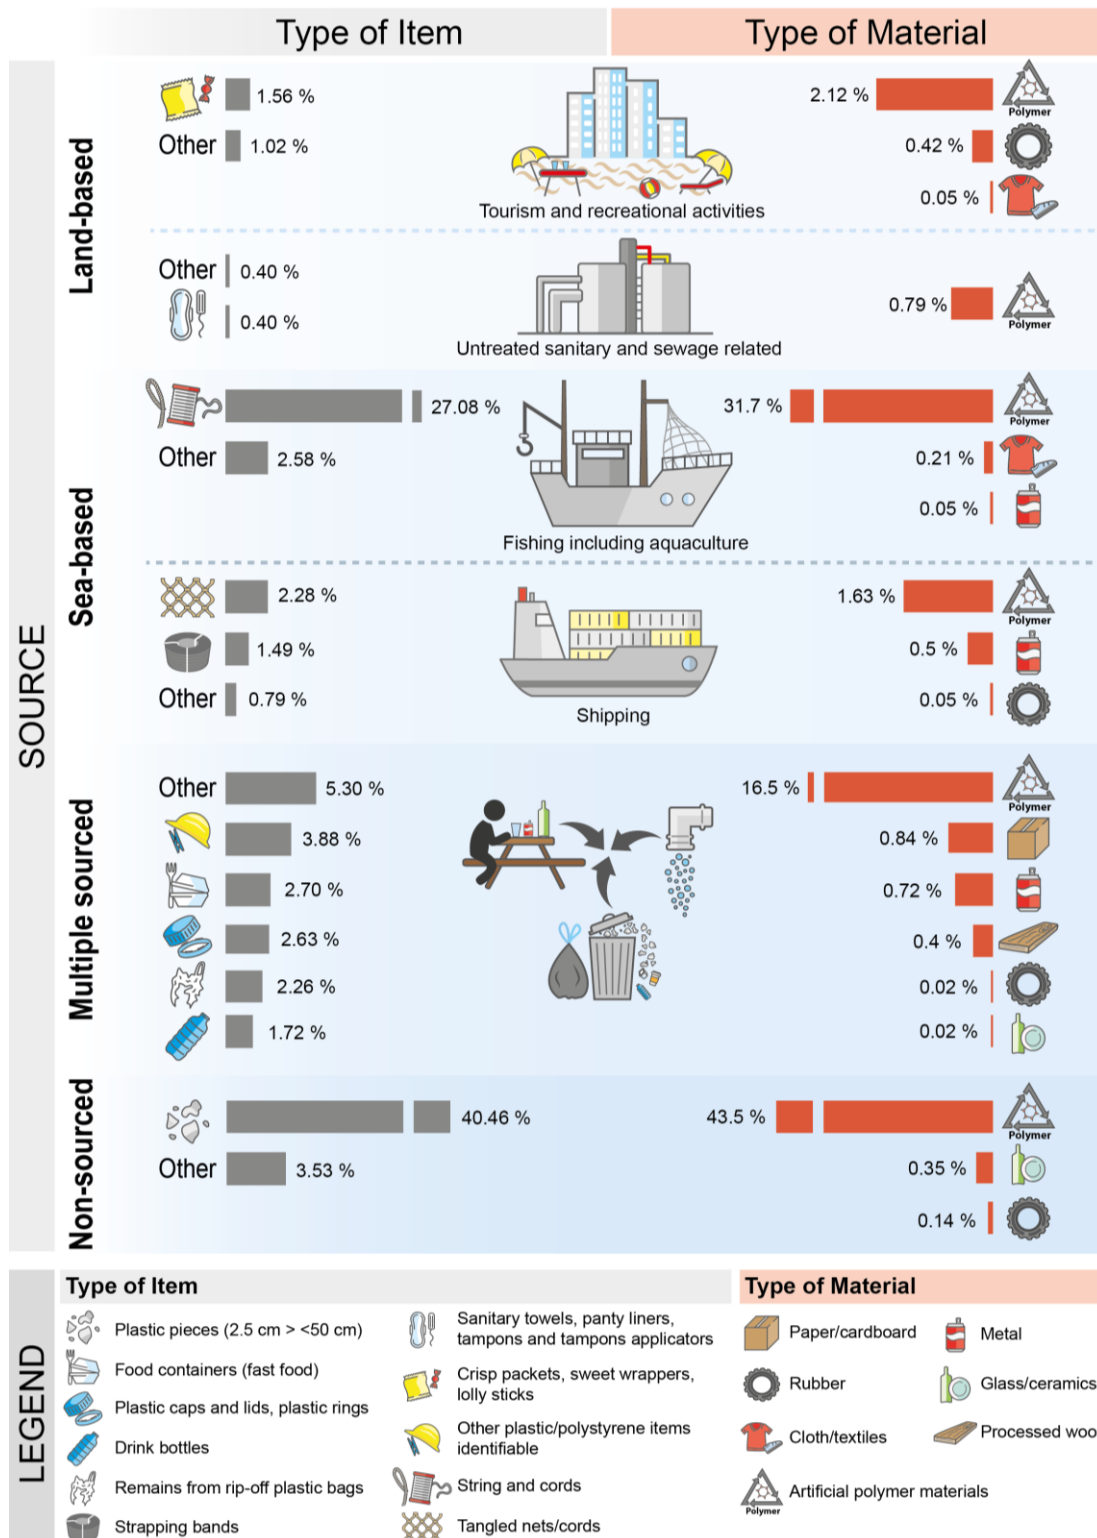 Type of Item
Type of Material
SOURCE
Land-based
1.56 %
2.12 %
Polymer
Other
1.02 %
0.42 %
0.05 %
Tourism and recreational activities
Other
0.40 %
0.40 %
0.79 %
Polymer
Untreated sanitary and sewage related
Sea-based
27.08 %
31.7 %
Polymer
Other
2.58 %
0.21 %
0.05 %
Fishing including aquaculture
2.28 %
1.63 %
Polymer
1.49 %
0.5 %
Other
0.79 %
0.05 %
Shipping
Multiple sourced
Other
5.30 %
16.5 %
Polymer
3.88 %
0.84 %
2.70 %
0.72 %
2.63 %
0.4 %
2.26 %
0.02 %
1.72 %
0.02 %
Non-sourced
40.46 %
43.5 %
Polymer
Other
3.53 %
0.35 %
0.14 %
LEGEND
Type of Item
Plastic pieces (2.5 cm > <50 cm)
Food containers (fast food)
Plastic caps and lids, plastic rings
Drink bottles
Remains from rip-off plastic bags
Strapping bands
Sanitary towels, panty liners,
tampons and tampons applicators
Crisp packets, sweet wrappers,
lolly sticks
Other plastic/polystyrene items
identifiable
String and cords
Tangled nets/cords
Type of Material
Paper/cardboard
Metal
Rubber
Glass/ceramics
Cloth/textiles
Processed woo
Artificial polymer materials
Polymer